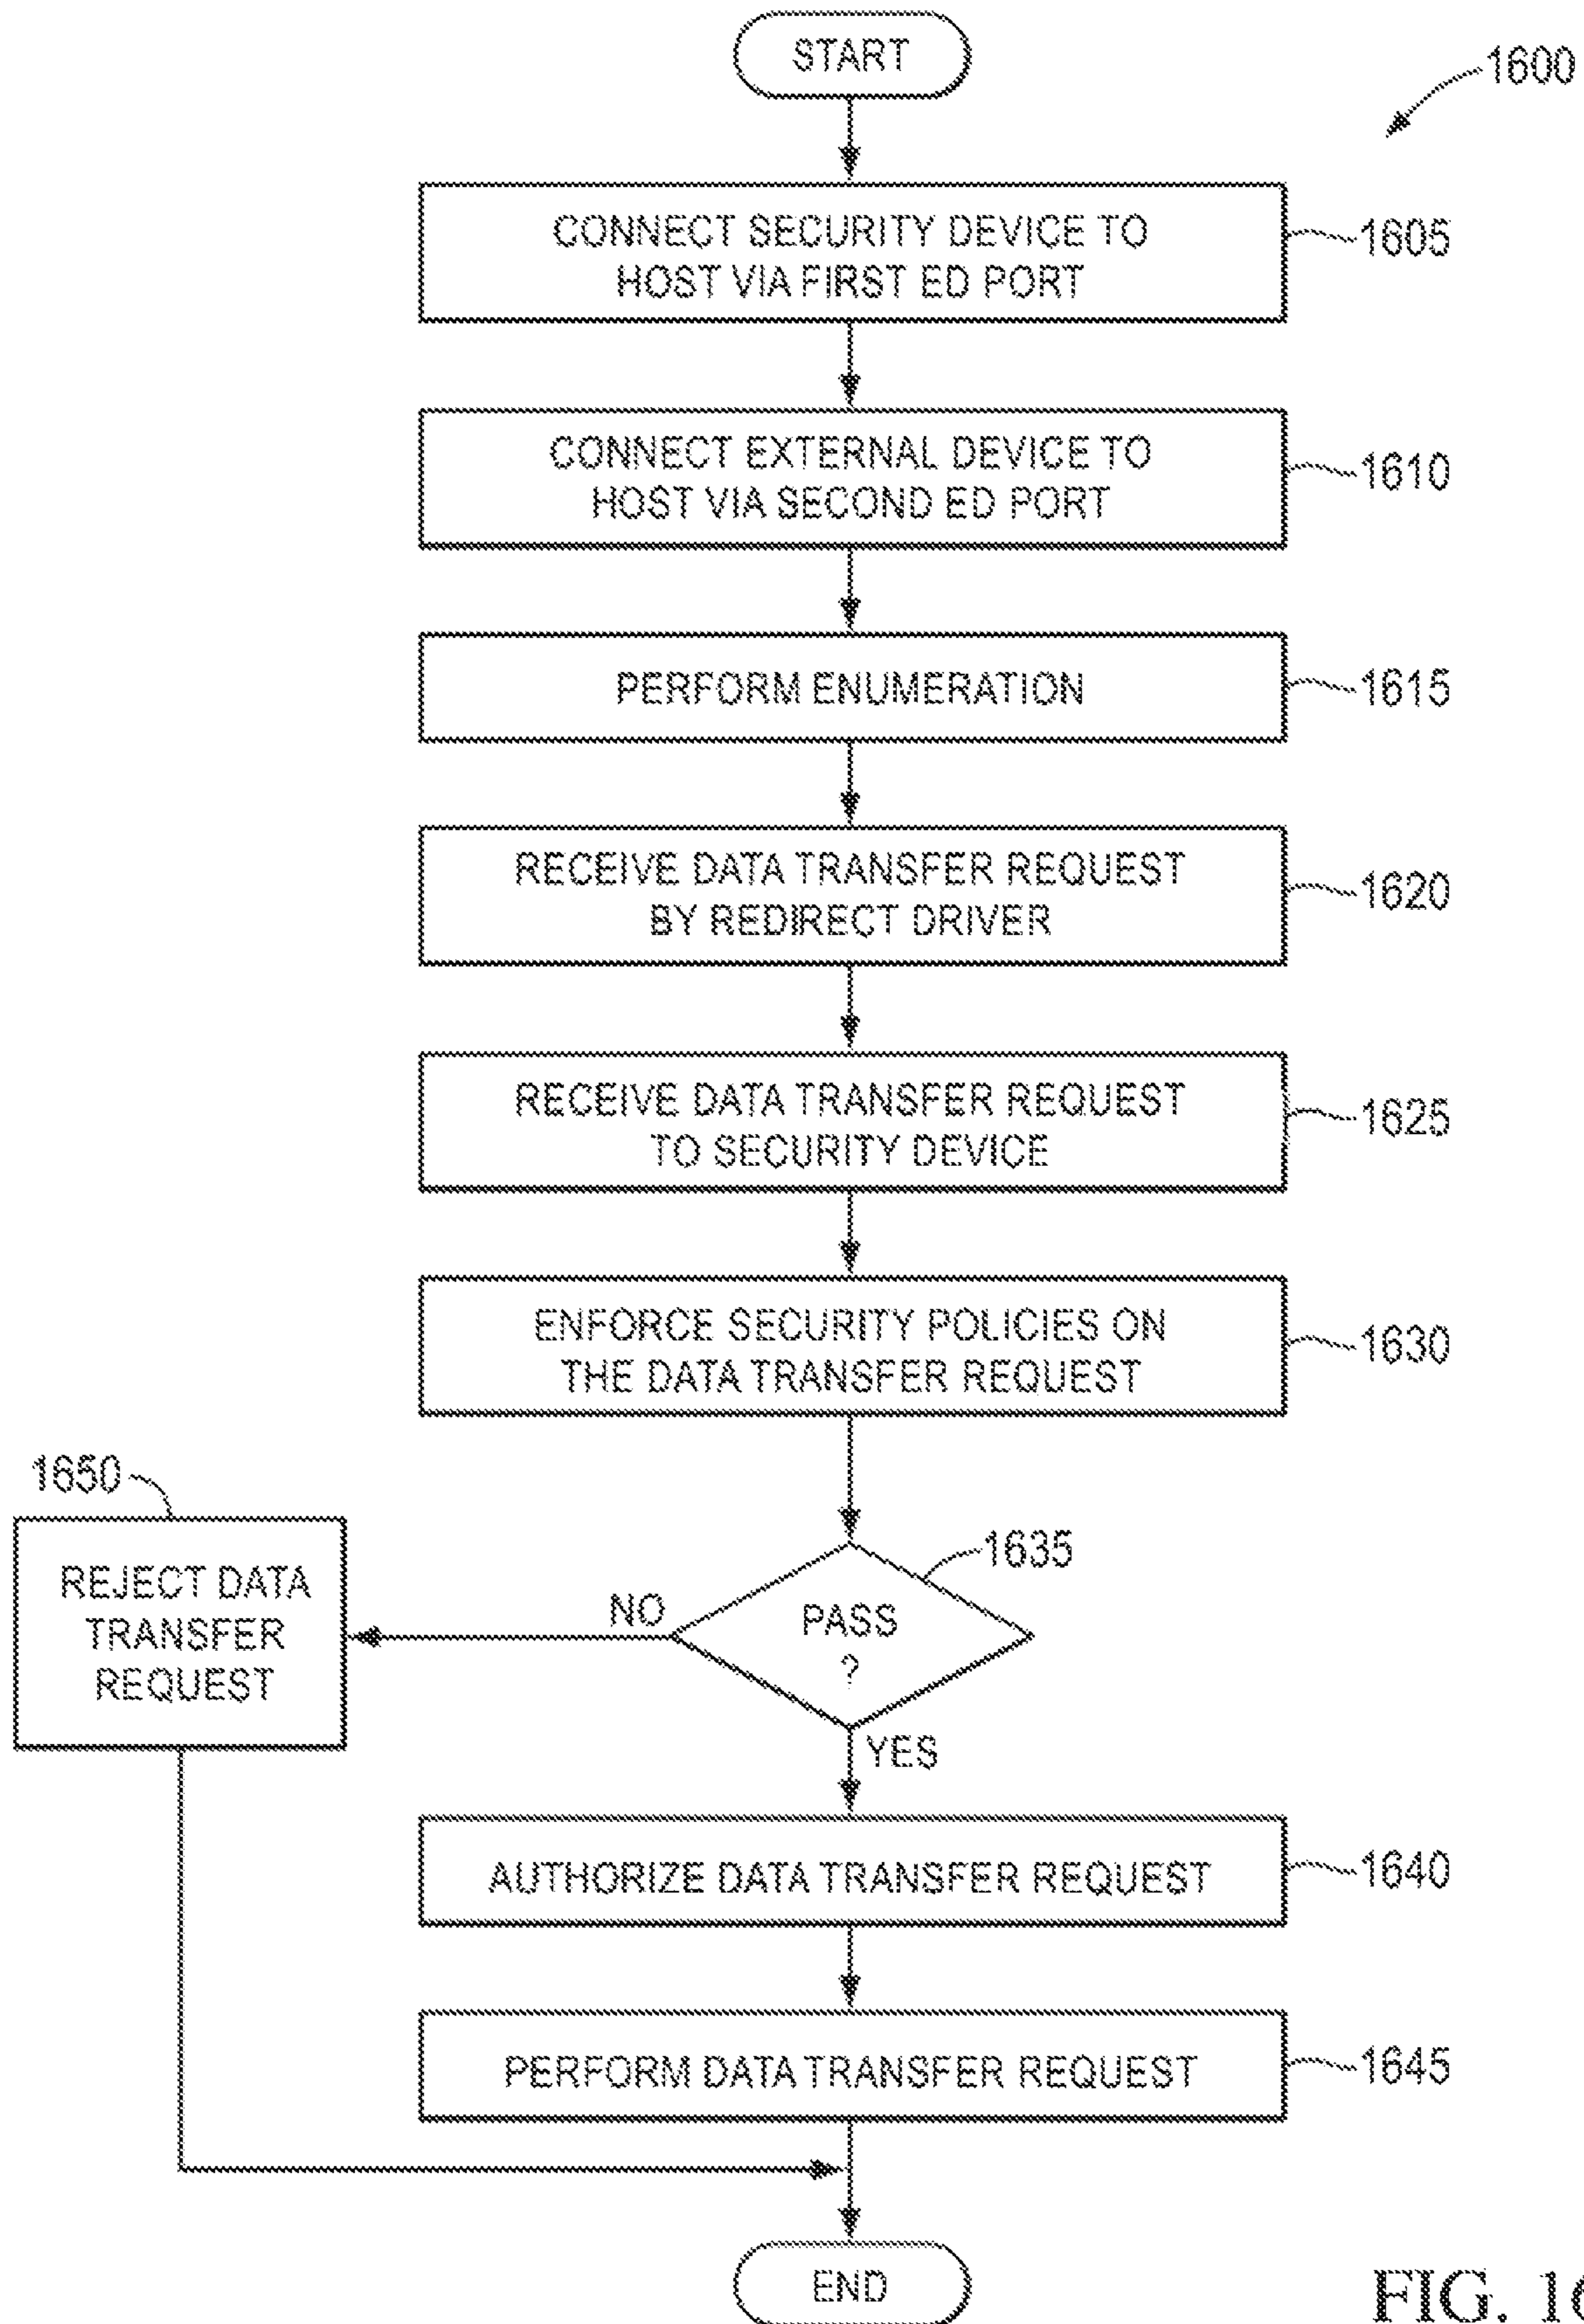 START
1600
CONNECT SECURITY DEVICE TO
HOST VIA FIRST ED PORT
1605
CONNECT EXTERNAL DEVICE TO
HOST VIA SECOND ED PORT
1610
PERFORM ENUMERATION
1615
RECEIVE DATA TRANSFER REQUEST
BY REDIRECT DRIVER
1620
RECEIVE DATA TRANSFER REQUEST
TO SECURITY DEVICE
1625
ENFORCE SECURITY POLICIES ON
THE DATA TRANSFER REQUEST
1630
1650
REJECT DATA
TRANSFER
REQUEST
NO
PASS
?
1635
YES
AUTHORIZE DATA TRANSFER REQUEST
1640
PERFORM DATA TRANSFER REQUEST
1645
END
FIG. 16